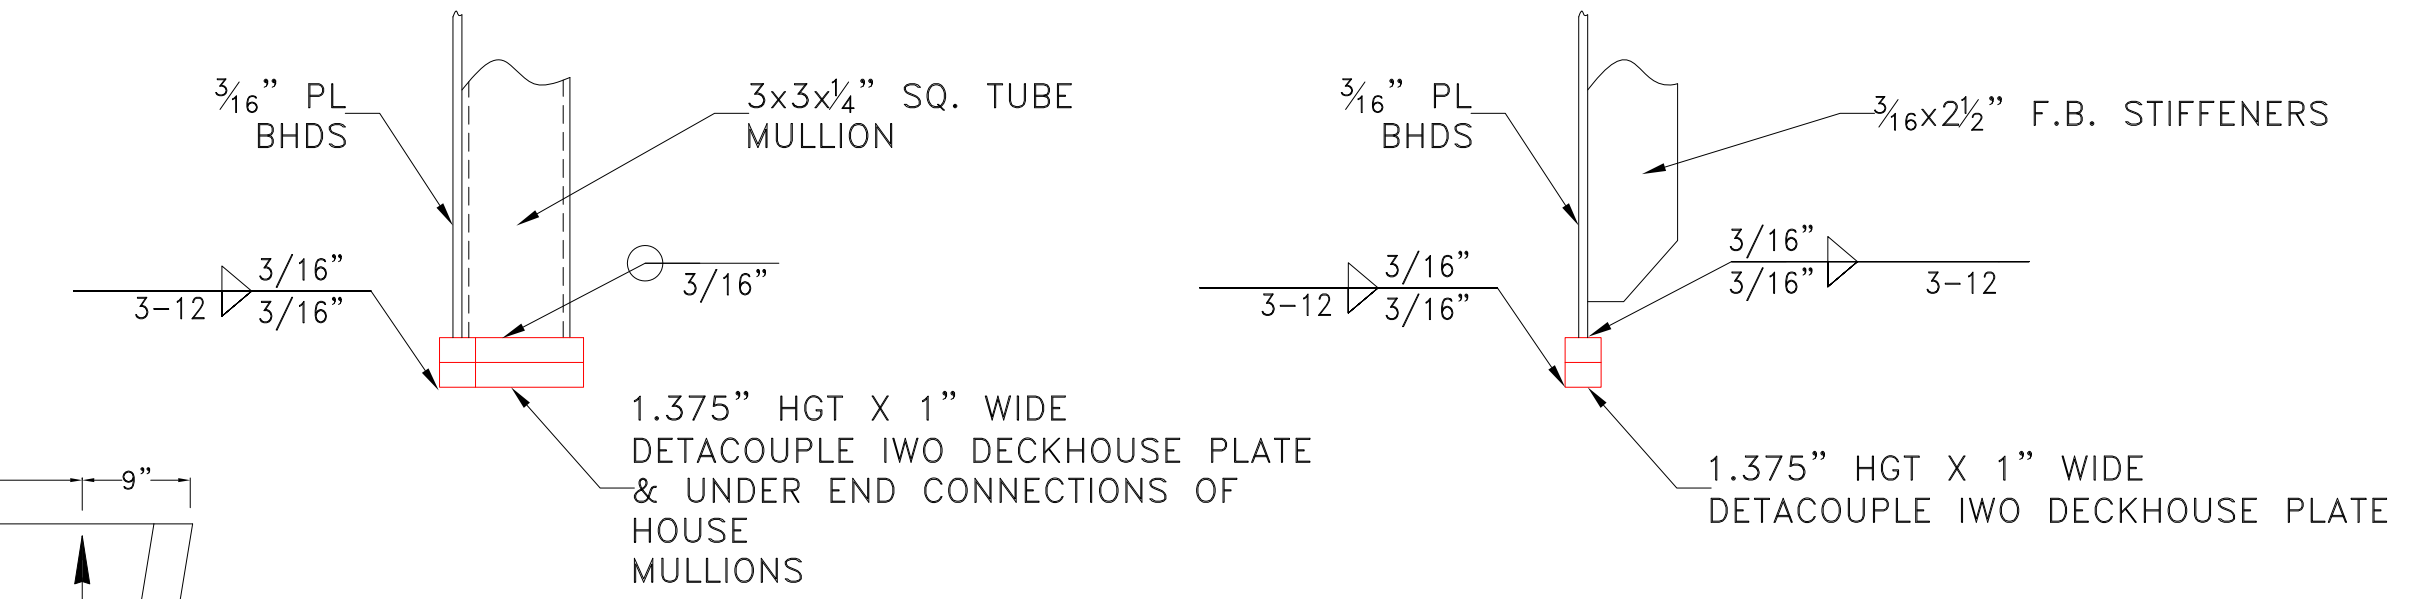 3/16" PL
BHDS
3x3x1/4" SQ. TUBE
MULLION
3/16"
3-12
3/16"
3/16"
1.375" HGT X 1" WIDE
DETACOUPLE IWO DECKHOUSE PLATE
& UNDER END CONNECTIONS OF
HOUSE
MULLIONS
9"
3/16" PL
BHDS
3/16x2 1/2" F.B. STIFFENERS
3/16"
3-12
3/16"
3/16"
3/16"
3-12
1.375" HGT X 1" WIDE
DETACOUPLE IWO DECKHOUSE PLATE